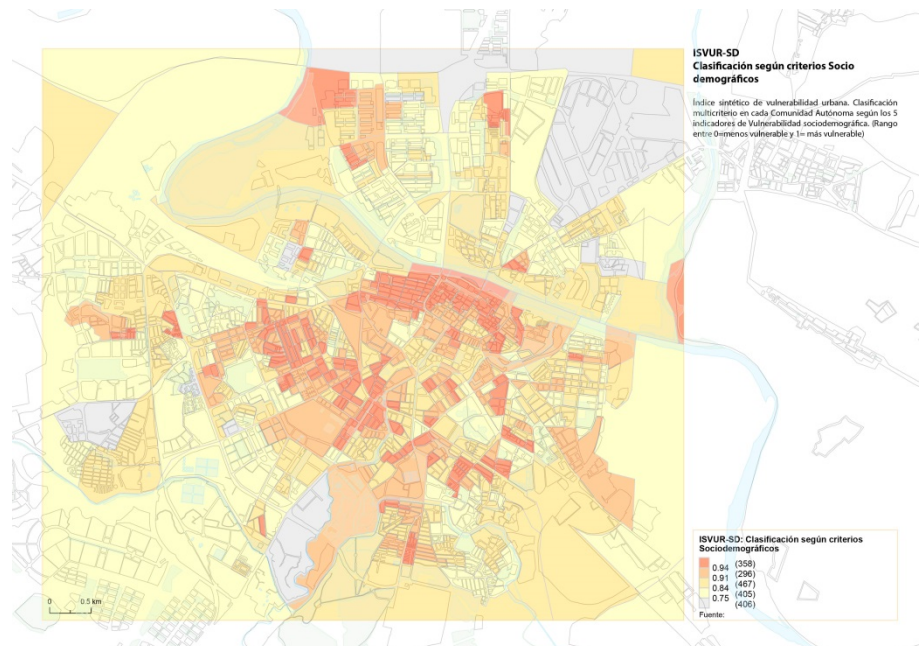 ISVUR-SD
Clasificación según criterios Socio
demográficos
Índice sintético de vulnerabilidad urbana. Clasificación
multicriterio en cada Comunidad Autónoma según los 5
indicadores de Vulnerabilidad sociodemográfica. (Rango
entre 0=menos vulnerable y 1= más vulnerable)
ISVUR-SD: Clasificación según criterios
Sociodemográficos
(358)
0.94
(296)
0.91
(467)
0.84
(405)
0.75
(406)
Fuente:
0 0.5 km